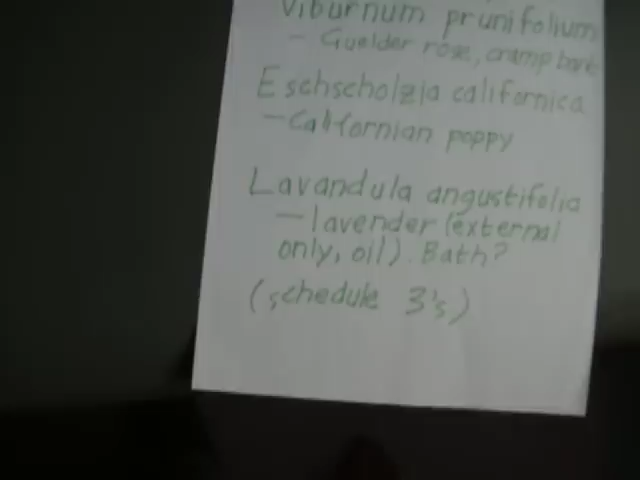 Viburnum prunifolium
- Guelder rose, cramp bark
Eschscholzia californica
- Californian poppy
Lavandula angustifolia
- lavender (external
only, oil). Bath?
(schedule 3's)